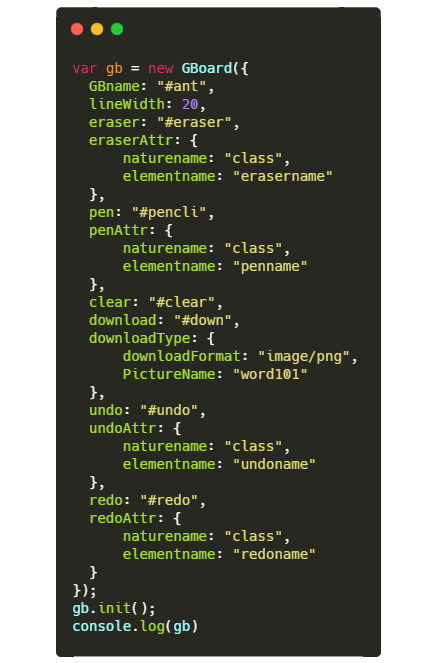 var gb = new GBoard({
  GBname: "#ant",
  lineWidth: 20,
  eraser: "#eraser",
  eraserAttr: {
      naturename: "class",
      elementname: "erasername"
  },
  pen: "#pencli",
  penAttr: {
      naturename: "class",
      elementname: "penname"
  },
  clear: "#clear",
  download: "#down",
  downloadType: {
      downloadFormat: "image/png",
      PictureName: "word101"
  },
  undo: "#undo",
  undoAttr: {
      naturename: "class",
      elementname: "undoname"
  },
  redo: "#redo",
  redoAttr: {
      naturename: "class",
      elementname: "redoname"
  }
});
gb.init();
console.log(gb)